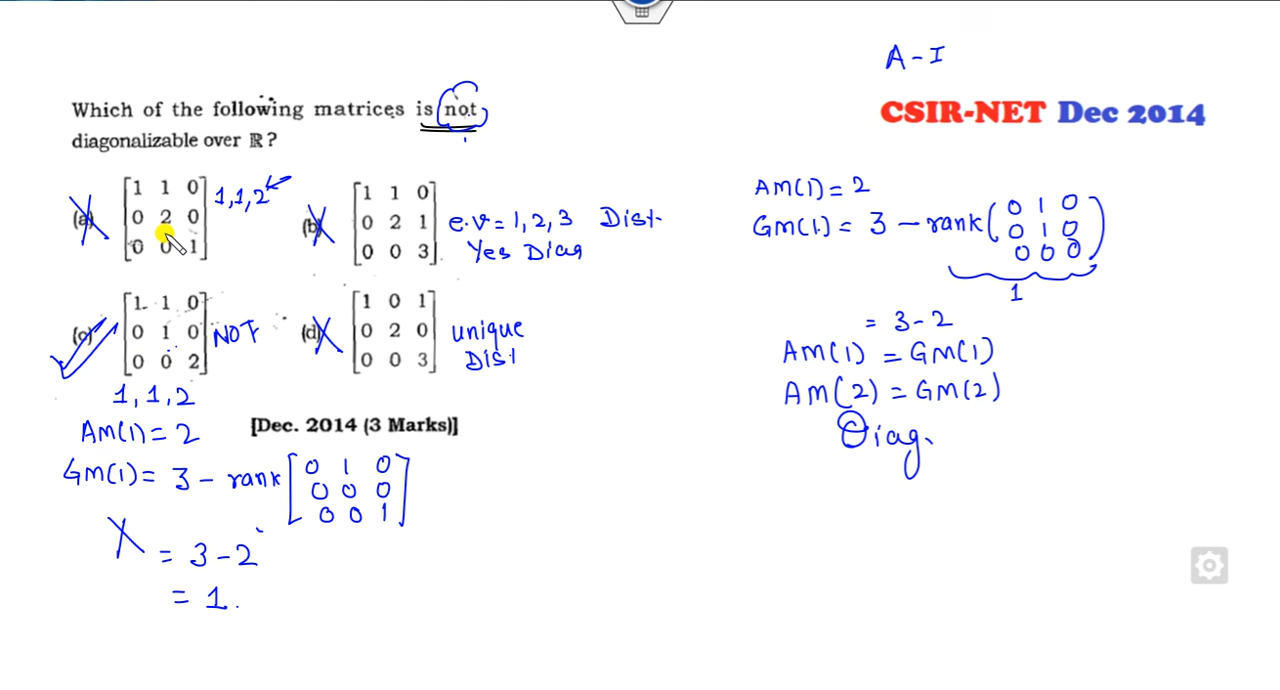 A - I
CSIR-NET Dec 2014
Which of the following matrices is not
diagonalizable over ℝ?
(a) [1 1 0
0 2 0
0 0 1] 1,1,2
(b) [1 1 0
0 2 1
0 0 3]
e.v = 1, 2, 3 Dist
Yes Diag
(c) [1 1 0
0 1 0
0 0 2] NOT
(d) [1 0 1
0 2 0
0 0 3]
unique
Dist
1, 1, 2
AM(1) = 2
[Dec. 2014 (3 Marks)]
GM(1) = 3 - rank [0 1 0
0 0 0
0 0 1]
X = 3 - 2
= 1.
AM(1) = 2
GM(1) = 3 - rank (0 1 0
0 1 0
0 0 0)
1
= 3 - 2
AM(1) = GM(1)
AM(2) = GM(2)
Diag.